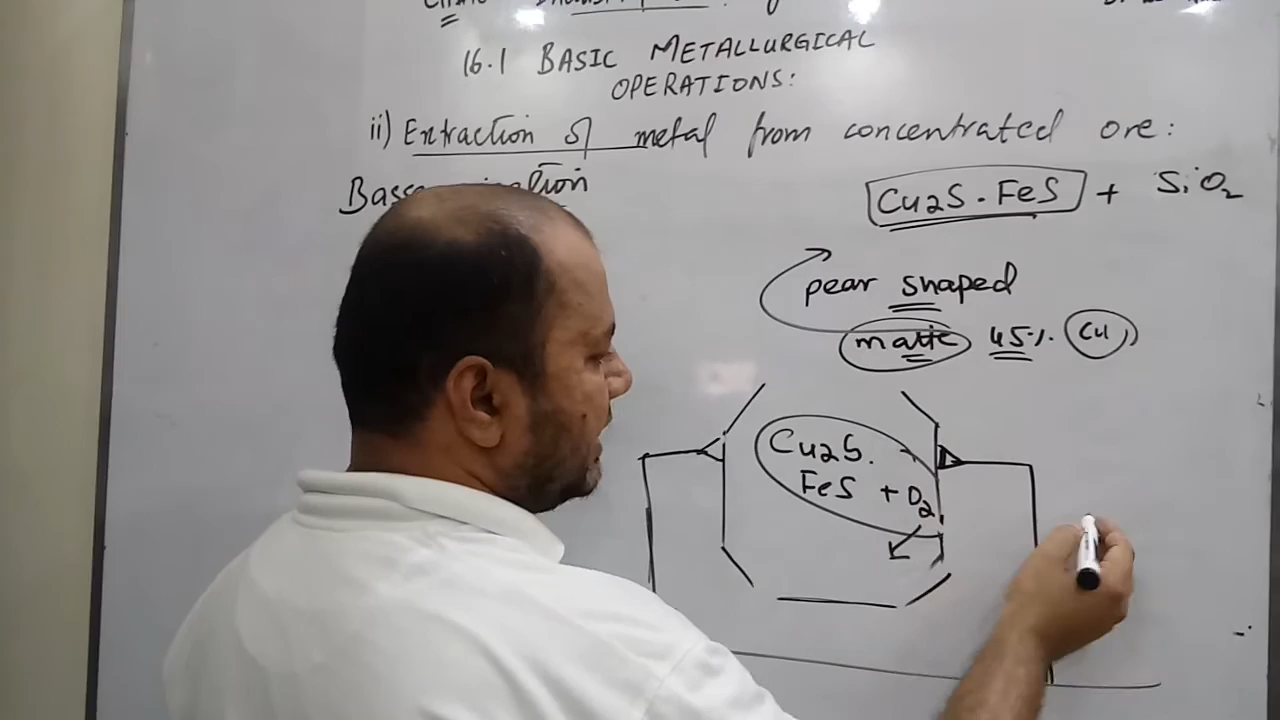 16.1 BASIC METALLURGICAL
OPERATIONS:
ii) Extraction of metal from concentrated ore:
Cu2S. FeS + SiO2
pear shaped
matte 45%. Cu
Cu2S.
FeS + O2